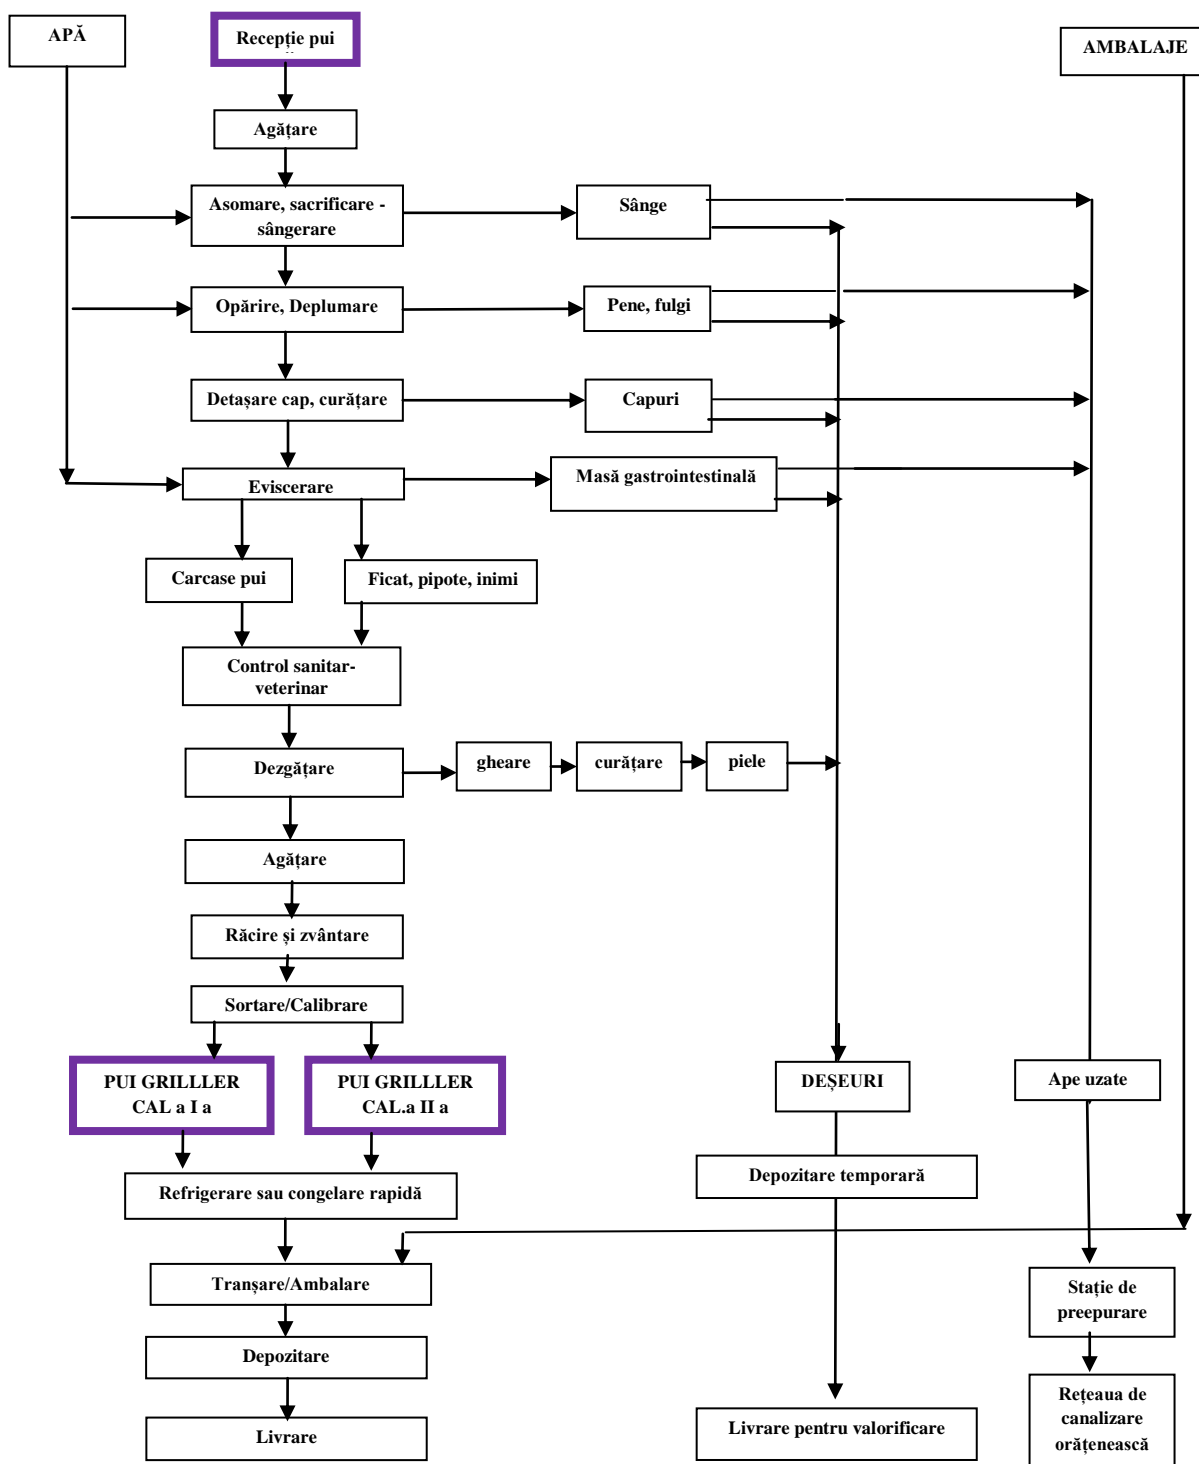 APĂ
Recepție pui
AMBALAJE
Agățare
Asomare, sacrificare -
sângerare
Sânge
Opărire, Deplumare
Pene, fulgi
Detașare cap, curățare
Capuri
Eviscerare
Masă gastrointestinală
Carcase pui
Ficat, pipote, inimi
Control sanitar-
veterinar
Dezgățare
gheare
curățare
piele
Agățare
Răcire și zvântare
Sortare/Calibrare
PUI GRILLLER
CAL a I a
PUI GRILLLER
CAL.a II a
DEȘEURI
Ape uzate
Refrigerare sau congelare rapidă
Depozitare temporară
Tranșare/Ambalare
Stație de
preepurare
Depozitare
Livrare
Livrare pentru valorificare
Rețeaua de
canalizare
orățenească